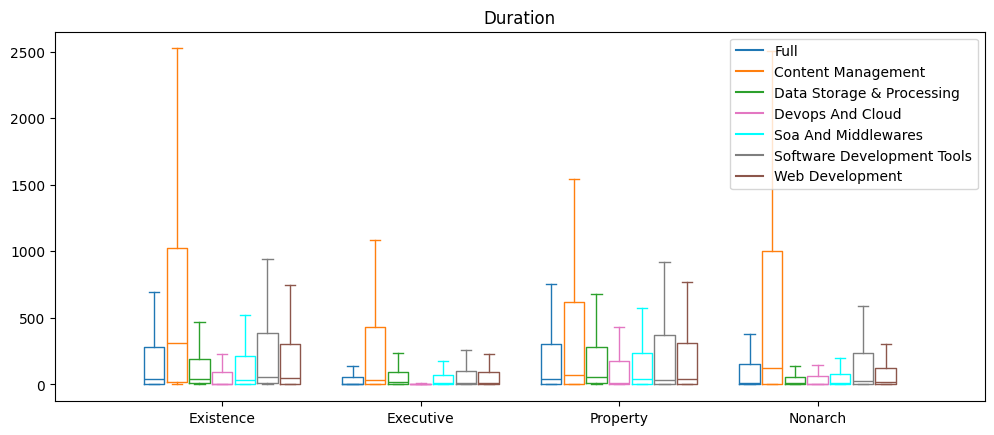 Duration
2500
2000
1500
1000
500
0
Full
Content Management
Data Storage & Processing
Devops And Cloud
Soa And Middlewares
Software Development Tools
Web Development
Existence
Executive
Property
Nonarch